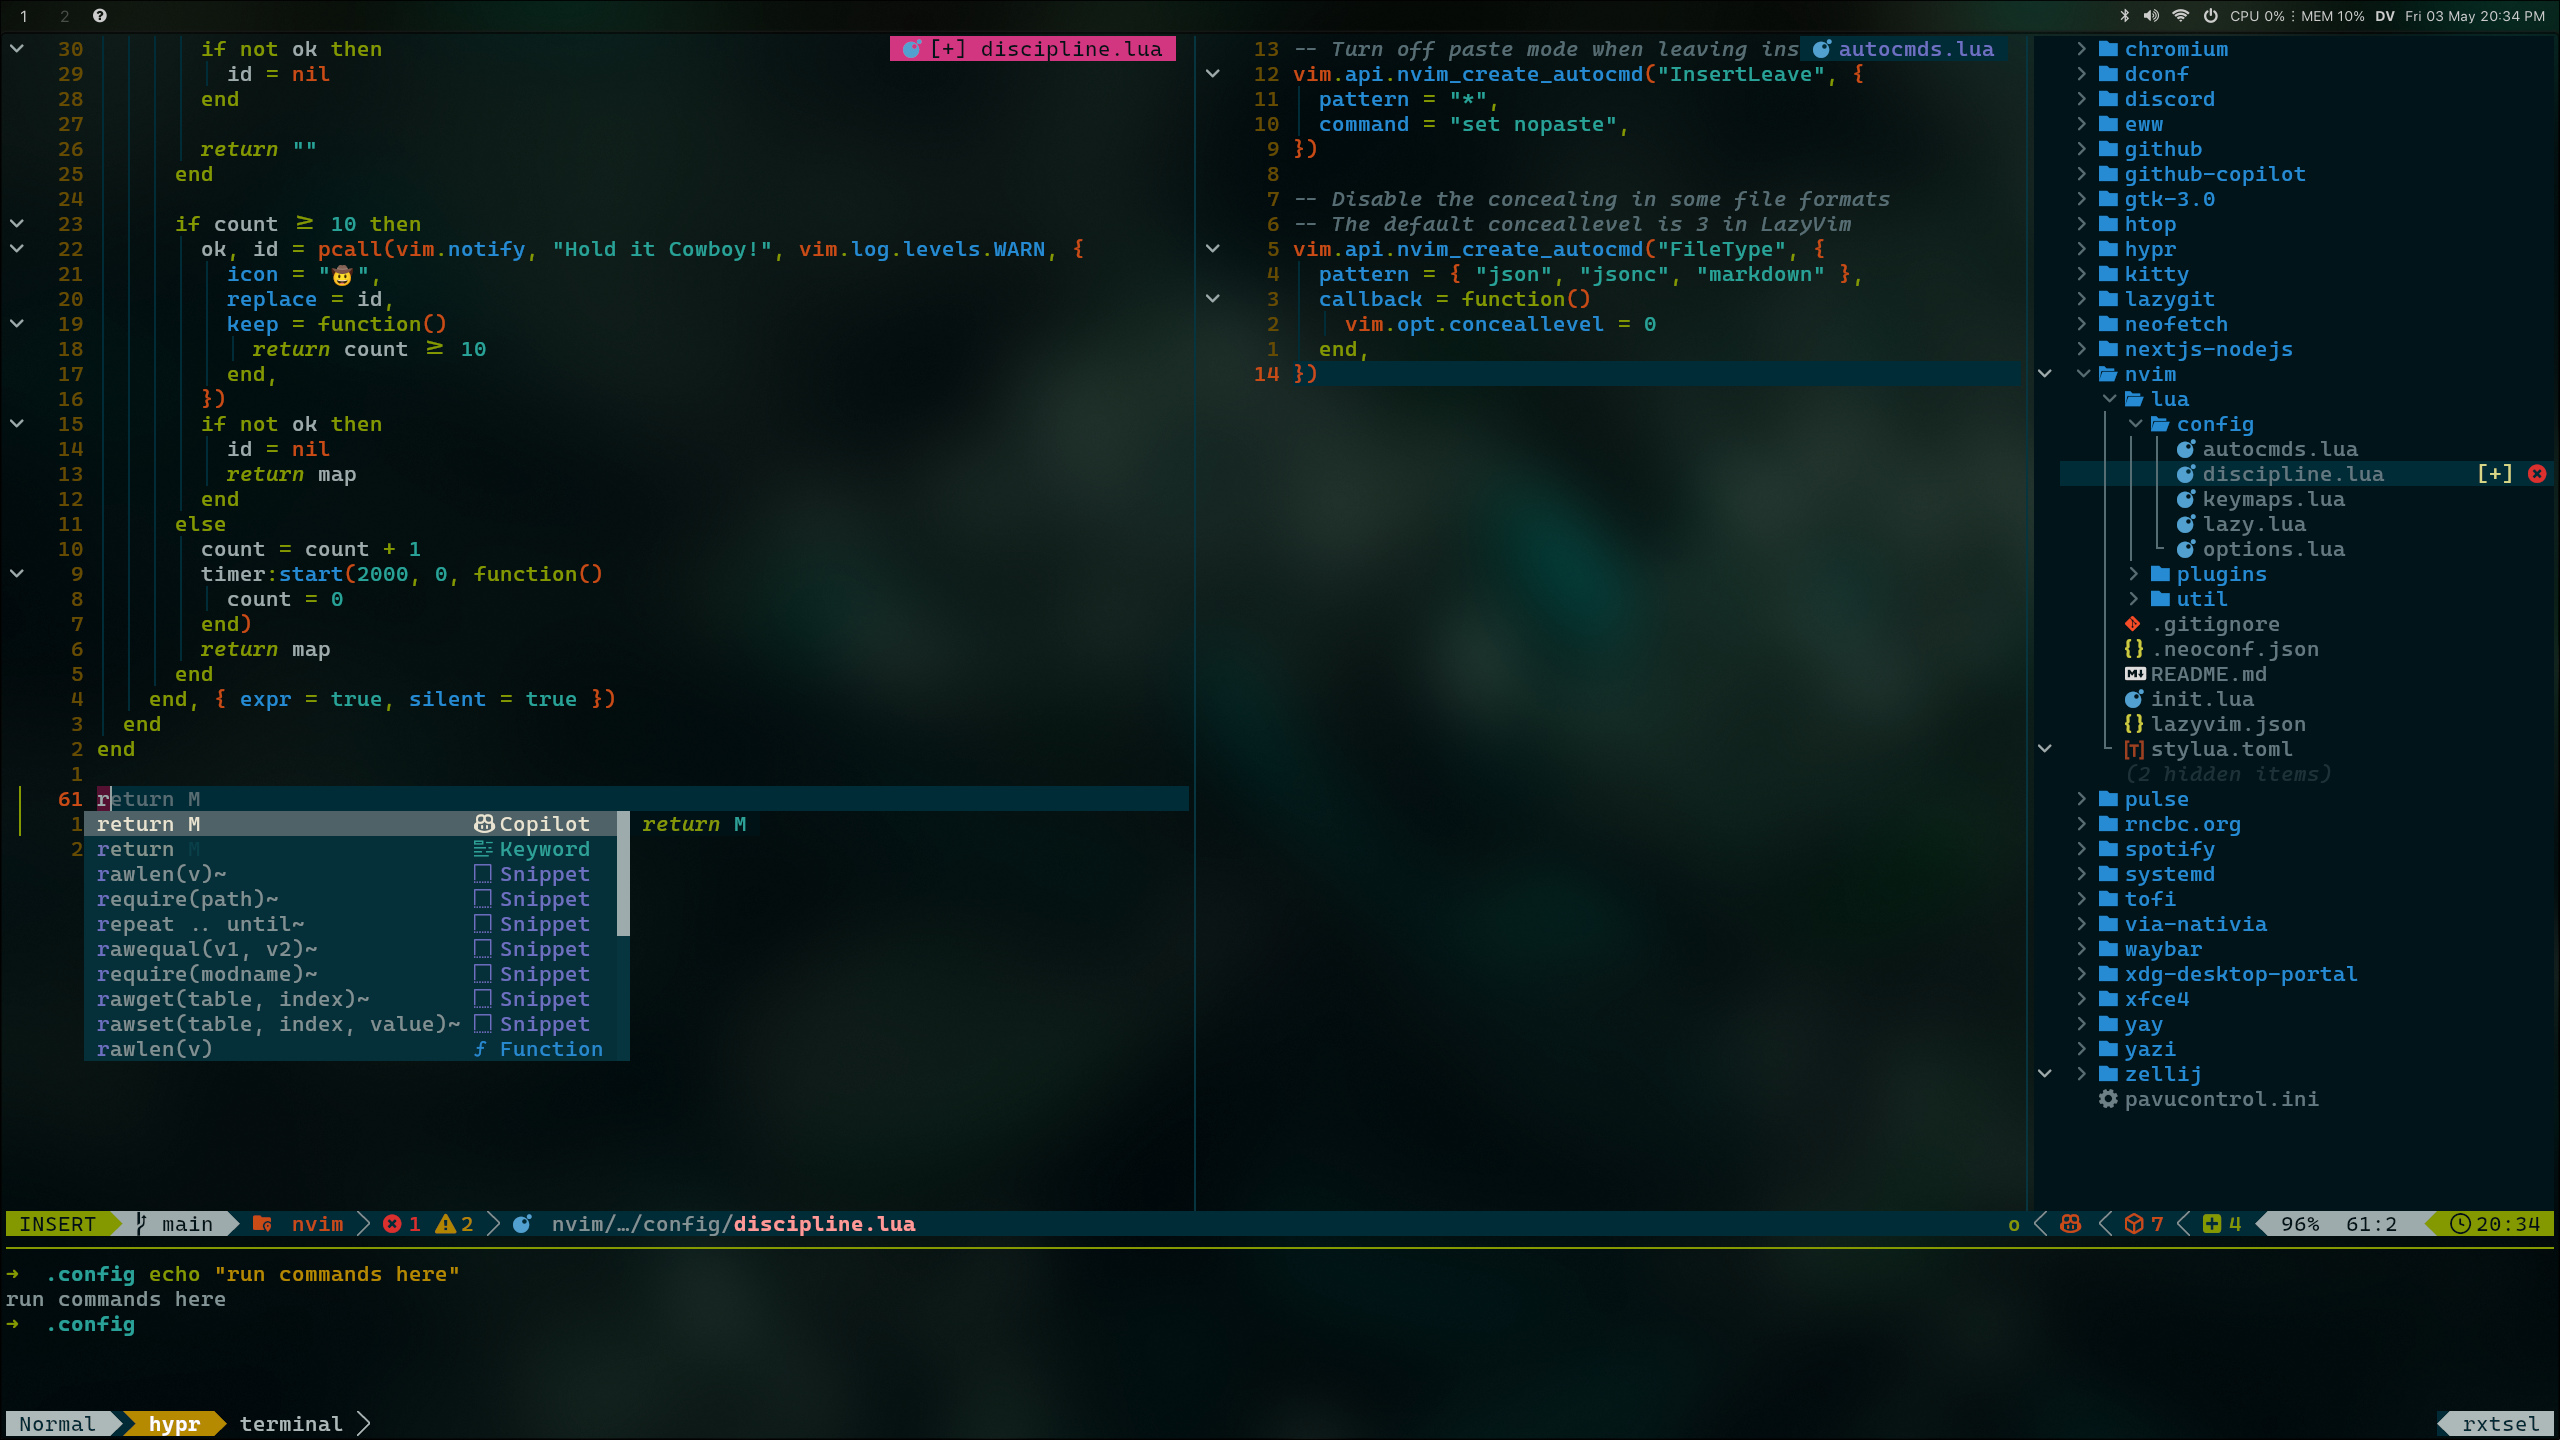 1 2 ?
CPU 0% ⋮ MEM 10% DV Fri 03 May 20:34 PM
[+] discipline.lua
30 if not ok then
29 id = nil
28 end
27
26 return ""
25 end
24
23 if count ≥ 10 then
22 ok, id = pcall(vim.notify, "Hold it Cowboy!", vim.log.levels.WARN, {
21 icon = "🤠",
20 replace = id,
19 keep = function()
18 return count ≥ 10
17 end,
16 })
15 if not ok then
14 id = nil
13 return map
12 end
11 else
10 count = count + 1
9 timer:start(2000, 0, function()
8 count = 0
7 end)
6 return map
5 end
4 end, { expr = true, silent = true })
3 end
2 end
1
61 return M
1 return M Copilot return M
2 return M Keyword
rawlen(v)~ Snippet
require(path)~ Snippet
repeat .. until~ Snippet
rawequal(v1, v2)~ Snippet
require(modname)~ Snippet
rawget(table, index)~ Snippet
rawset(table, index, value)~ Snippet
rawlen(v) Function
autocmds.lua
13 -- Turn off paste mode when leaving ins
12 vim.api.nvim_create_autocmd("InsertLeave", {
11 pattern = "*",
10 command = "set nopaste",
9 })
8
7 -- Disable the concealing in some file formats
6 -- The default conceallevel is 3 in LazyVim
5 vim.api.nvim_create_autocmd("FileType", {
4 pattern = { "json", "jsonc", "markdown" },
3 callback = function()
2 vim.opt.conceallevel = 0
1 end,
14 })
chromium
dconf
discord
eww
github
github-copilot
gtk-3.0
htop
hypr
kitty
lazygit
neofetch
nextjs-nodejs
nvim
lua
config
autocmds.lua
discipline.lua [+]
keymaps.lua
lazy.lua
options.lua
plugins
util
.gitignore
.neoconf.json
README.md
init.lua
lazyvim.json
stylua.toml
(2 hidden items)
pulse
rncbc.org
spotify
systemd
tofi
via-nativia
waybar
xdg-desktop-portal
xfce4
yay
yazi
zellij
pavucontrol.ini
INSERT main nvim 1 2 nvim/…/config/discipline.lua o 7 4 96% 61:2 20:34
➜ .config echo "run commands here"
run commands here
➜ .config
Normal hypr terminal rxtsel